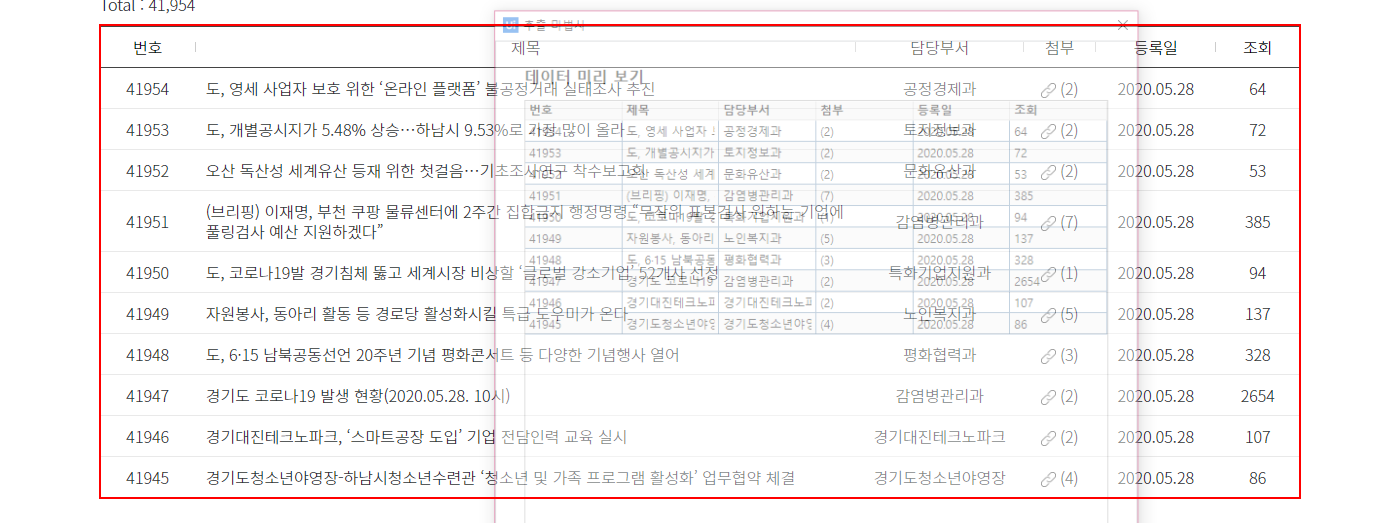 Total : 41,954
추출 마법사
번호 제목 담당부서 첨부 등록일 조회
데이터 미리 보기
41954 도, 영세 사업자 보호 위한 ‘온라인 플랫폼’ 불공정거래 실태조사 추진 공정경제과 (2) 2020.05.28 64
41953 도, 개별공시지가 5.48% 상승…하남시 9.53%로 가장 많이 올라 토지정보과 (2) 2020.05.28 72
41952 오산 독산성 세계유산 등재 위한 첫걸음…기초조사연구 착수보고회 문화유산과 (2) 2020.05.28 53
41951 (브리핑) 이재명, 부천 쿠팡 물류센터에 2주간 집합금지 행정명령 “무작위 표본검사 원하는 기업에
풀링검사 예산 지원하겠다” 감염병관리과 (7) 2020.05.28 385
41950 도, 코로나19발 경기침체 뚫고 세계시장 비상할 ‘글로벌 강소기업’ 52개사 선정 특화기업지원과 (1) 2020.05.28 94
41949 자원봉사, 동아리 활동 등 경로당 활성화시킬 특급 도우미가 온다 노인복지과 (5) 2020.05.28 137
41948 도, 6·15 남북공동선언 20주년 기념 평화콘서트 등 다양한 기념행사 열어 평화협력과 (3) 2020.05.28 328
41947 경기도 코로나19 발생 현황(2020.05.28. 10시) 감염병관리과 (2) 2020.05.28 2654
41946 경기대진테크노파크, ‘스마트공장 도입’ 기업 전담인력 교육 실시 경기대진테크노파크 (2) 2020.05.28 107
41945 경기도청소년야영장-하남시청소년수련관 ‘청소년 및 가족 프로그램 활성화’ 업무협약 체결 경기도청소년야영장 (4) 2020.05.28 86
번호 제목 담당부서 첨부 등록일 조회
41954 도, 영세 사업자 공정경제과 (2) 2020.05.28 64
41953 도, 개별공시지가 토지정보과 (2) 2020.05.28 72
41952 오산 독산성 세계 문화유산과 (2) 2020.05.28 53
41951 (브리핑) 이재명, 감염병관리과 (7) 2020.05.28 385
41950 도, 코로나19발 특화기업지원과 (1) 2020.05.28 94
41949 자원봉사, 동아리 노인복지과 (5) 2020.05.28 137
41948 도, 6·15 남북공동 평화협력과 (3) 2020.05.28 328
41947 경기도 코로나19 감염병관리과 (2) 2020.05.28 2654
41946 경기대진테크노파 경기대진테크노파 (2) 2020.05.28 107
41945 경기도청소년야영 경기도청소년야영 (4) 2020.05.28 86